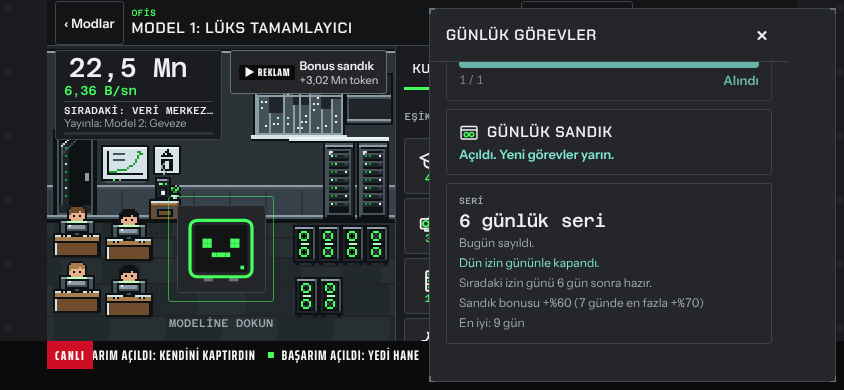 ‹ Modlar
OFİS
MODEL 1: LÜKS TAMAMLAYICI
22,5 Mn
6,36 B/sn
ŞIRADAKİ: VERİ MERKEZ…
Yayınla: Model 2: Geveze
REKLAM
Bonus sandık
+3,02 Mn token
MODELİNE DOKUN
CANLI
ARIM AÇILDI: KENDİNİ KAPTIRDIN
BAŞARIM AÇILDI: YEDİ HANE
GÜNLÜK GÖREVLER
×
1 / 1
Alındı
GÜNLÜK SANDIK
Açıldı. Yeni görevler yarın.
SERİ
6 günlük seri
Bugün sayıldı.
Dün izin gününle kapandı.
Sıradaki izin günü 6 gün sonra hazır.
Sandık bonusu +%60 (7 günde en fazla +%70)
En iyi: 9 gün